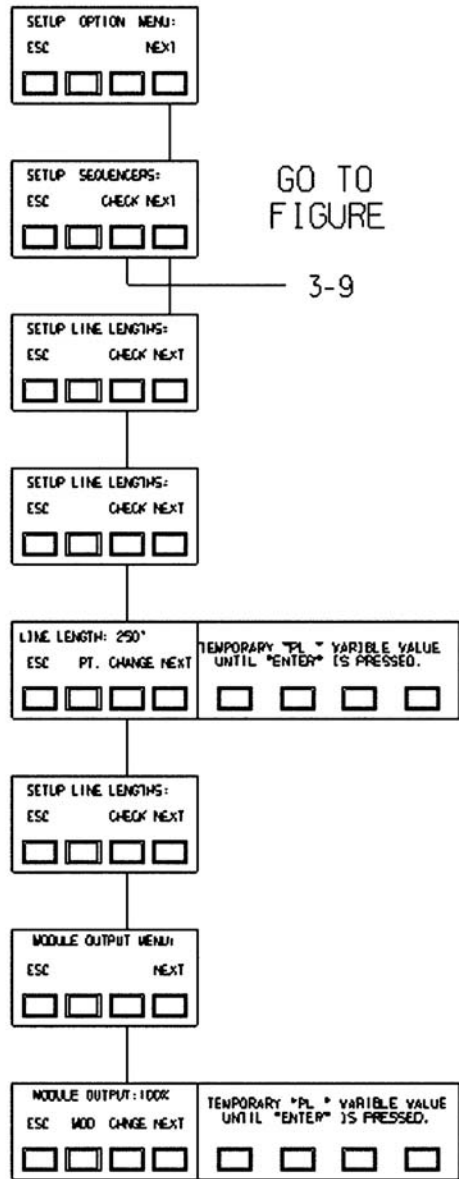 SETUP OPTION MENU:
ESC NEXT
SETUP SEQUENCERS:
ESC CHECK NEXT
GO TO
FIGURE
3-9
SETUP LINE LENGTHS:
ESC CHECK NEXT
SETUP LINE LENGTHS:
ESC CHECK NEXT
LINE LENGTH: 250'
ESC PT. CHANGE NEXT
TEMPORARY "PL " VARIABLE VALUE
UNTIL "ENTER" IS PRESSED.
SETUP LINE LENGTHS:
ESC CHECK NEXT
MODULE OUTPUT MENU:
ESC NEXT
MODULE OUTPUT:100%
ESC MOD CHNGE NEXT
TEMPORARY "PL " VARIABLE VALUE
UNTIL "ENTER" IS PRESSED.